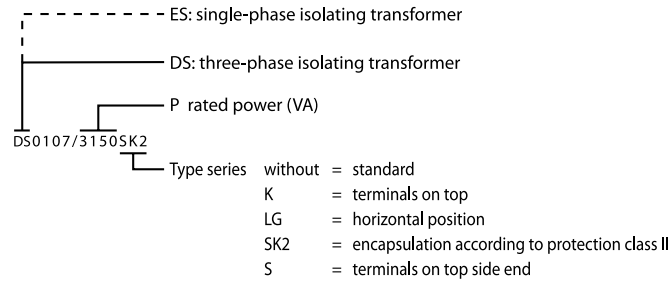 ES: single-phase isolating transformer
DS: three-phase isolating transformer
P rated power (VA)
DS0107/3150SK2
Type series without = standard
K = terminals on top
LG = horizontal position
SK2 = encapsulation according to protection class II
S = terminals on top side end